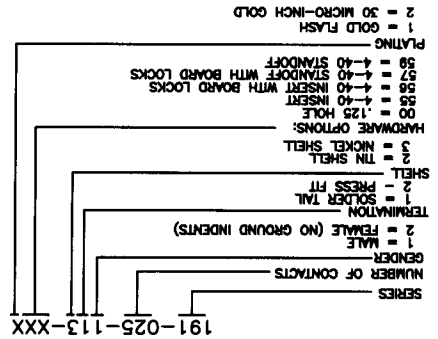 191-025-113-XXX
SERIES
NUMBER OF CONTACTS
GENDER
1 = MALE
2 = FEMALE (NO GROUND INDENTS)
TERMINATION
1 = SOLDER TAIL
2 - PRESS FIT
SHELL
2 = TIN SHELL
3 = NICKEL SHELL
HARDWARE OPTIONS:
00 = .125 HOLE
55 = 4-40 INSERT
56 = 4-40 INSERT WITH BOARD LOCKS
57 = 4-40 STANDOFF WITH BOARD LOCKS
59 = 4-40 STANDOFF
PLATING
1 = GOLD FLASH
2 = 30 MICRO-INCH GOLD